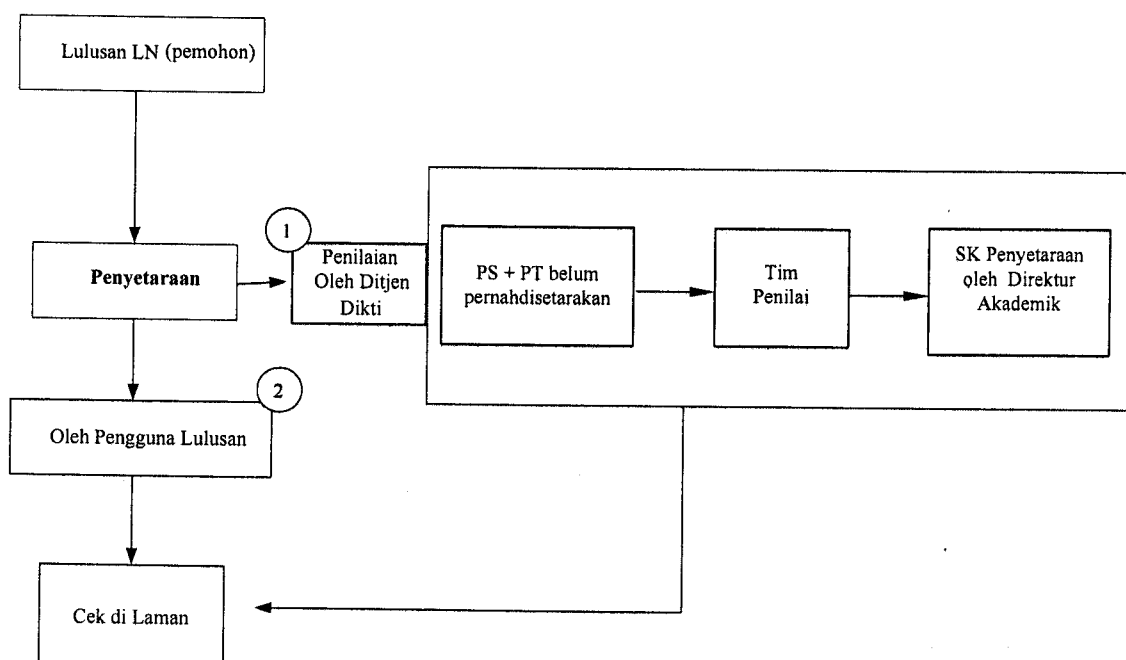 Lulusan LN (pemohon)
Penyetaraan
1
Penilaian
Oleh Ditjen
Dikti
PS + PT belum
pernahdisetarakan
Tim
Penilai
SK Penyetaraan
oleh Direktur
Akademik
2
Oleh Pengguna Lulusan
Cek di Laman